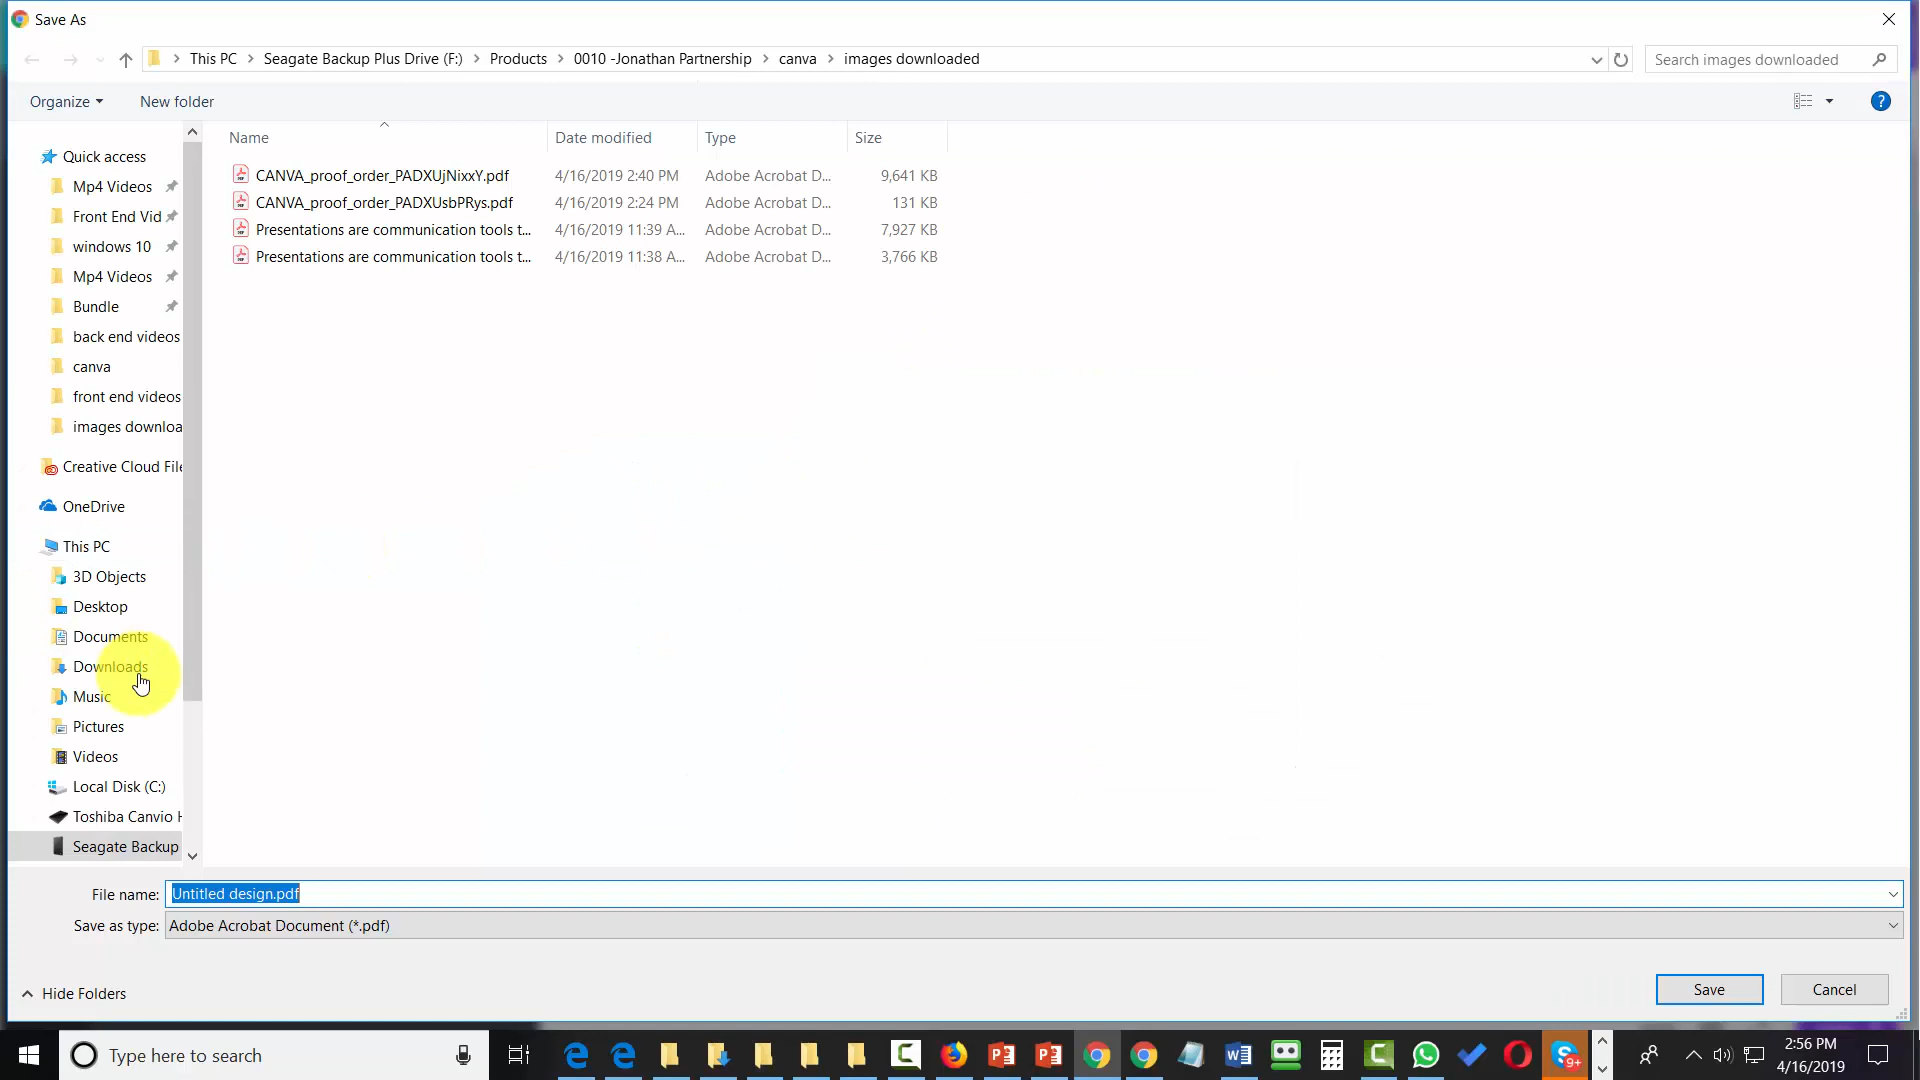 Save As
This PC > Seagate Backup Plus Drive (F:) > Products > 0010 -Jonathan Partnership > canva > images downloaded
Search images downloaded
Organize
New folder
Name Date modified Type Size
CANVA_proof_order_PADXUjNixxY.pdf 4/16/2019 2:40 PM Adobe Acrobat D... 9,641 KB
CANVA_proof_order_PADXUsbPRys.pdf 4/16/2019 2:24 PM Adobe Acrobat D... 131 KB
Presentations are communication tools t... 4/16/2019 11:39 A... Adobe Acrobat D... 7,927 KB
Presentations are communication tools t... 4/16/2019 11:38 A... Adobe Acrobat D... 3,766 KB
Quick access
Mp4 Videos
Front End Vid
windows 10
Mp4 Videos
Bundle
back end videos
canva
front end videos
images downloa
Creative Cloud File
OneDrive
This PC
3D Objects
Desktop
Documents
Downloads
Music
Pictures
Videos
Local Disk (C:)
Toshiba Canvio H
Seagate Backup
File name: Untitled design.pdf
Save as type: Adobe Acrobat Document (*.pdf)
Hide Folders
Save
Cancel
Type here to search
9+
2:56 PM
4/16/2019